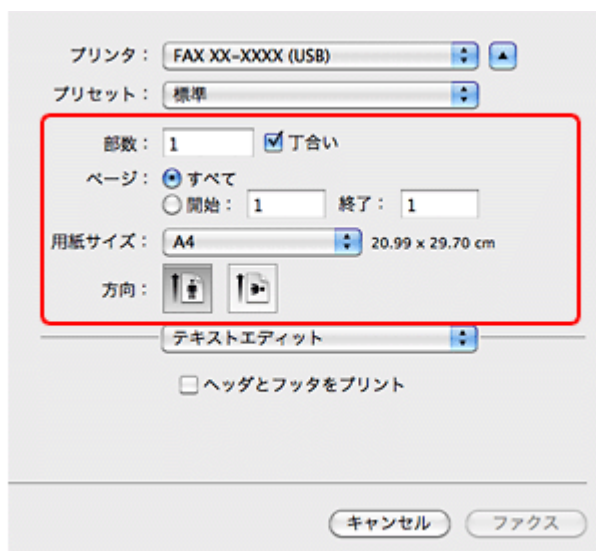 プリンタ： FAX XX-XXXX (USB)
プリセット： 標準
部数： 1 丁合い
ページ： すべて
開始： 1 終了： 1
用紙サイズ： A4 20.99 x 29.70 cm
方向：
テキストエディット
ヘッダとフッタをプリント
キャンセル ファクス